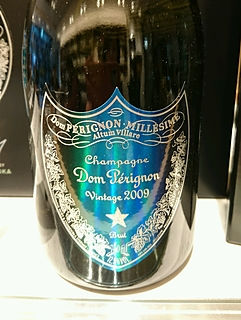 Dom PÉRIGNON - MILLÉSIME
Altum Villare
Champagne
Dom Pérignon
Vintage 2009
Brut